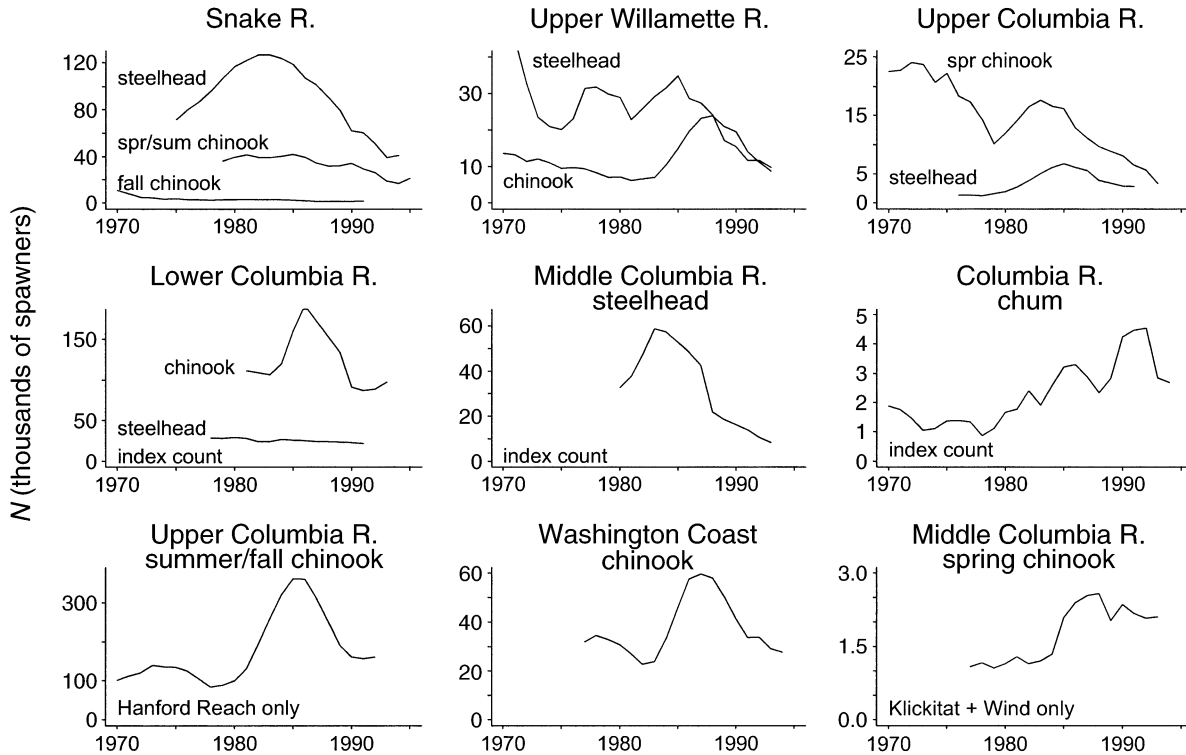 Snake R.
Upper Willamette R.
Upper Columbia R.
120
80
40
0
steelhead
spr/sum chinook
fall chinook
1970 1980 1990
30
10
0
steelhead
chinook
1970 1980 1990
25
15
5
0
spr chinook
steelhead
1970 1980 1990
N (thousands of spawners)
Lower Columbia R.
Middle Columbia R.
steelhead
Columbia R.
chum
150
50
0
chinook
steelhead
index count
1970 1980 1990
60
40
20
0
index count
1970 1980 1990
5
4
3
2
1
0
index count
1970 1980 1990
Upper Columbia R.
summer/fall chinook
Washington Coast
chinook
Middle Columbia R.
spring chinook
300
100
0
Hanford Reach only
1970 1980 1990
60
40
20
0
1970 1980 1990
3.0
1.5
0.0
Klickitat + Wind only
1970 1980 1990